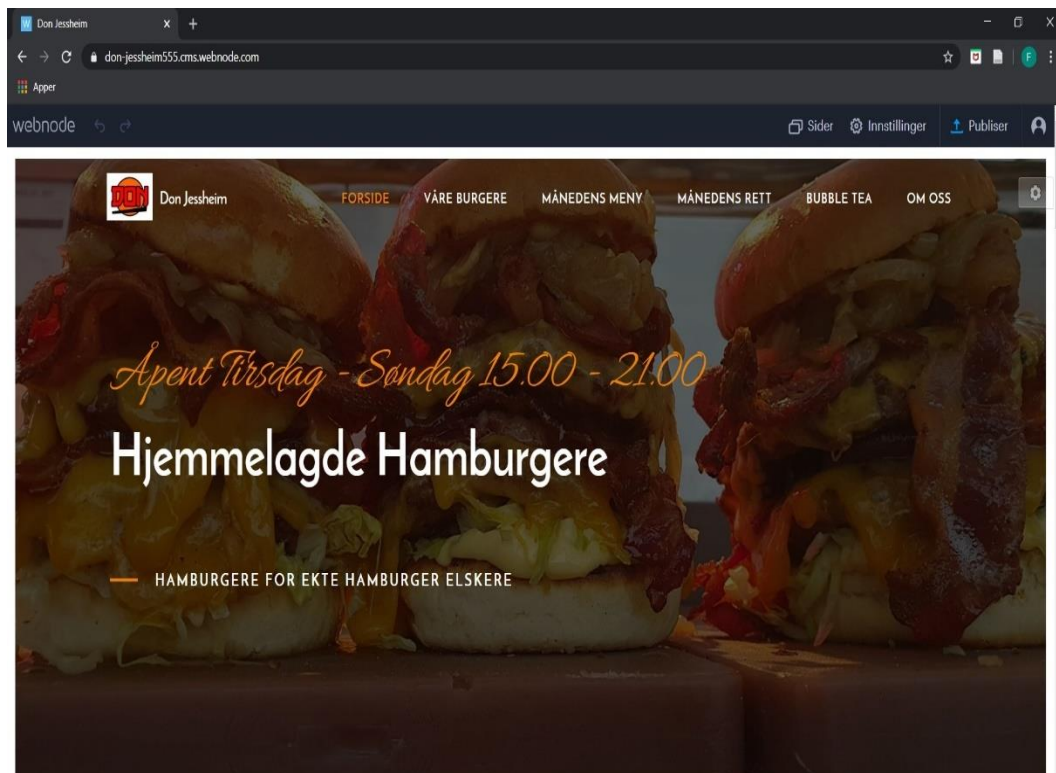 Don Jessheim
don-jessheim555.cms.webnode.com
F
Apper
webnode
Sider Innstillinger Publiser
DON Don Jessheim FORSIDE VÅRE BURGERE MÅNEDENS MENY MÅNEDENS RETT BUBBLE TEA OM OSS
Åpent Tirsdag - Søndag 15.00 - 21.00
Hjemmelagde Hamburgere
HAMBURGERE FOR EKTE HAMBURGER ELSKERE